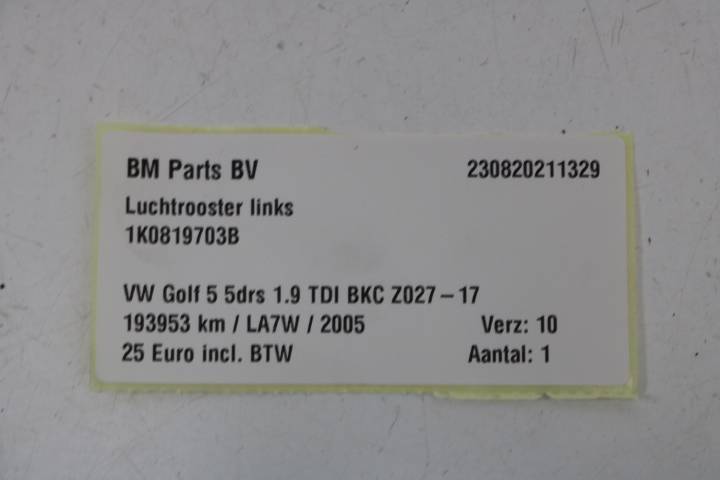 BM Parts BV 230820211329
Luchtrooster links
1K0819703B
VW Golf 5 5drs 1.9 TDI BKC Z027-17
193953 km / LA7W / 2005 Verz: 10
25 Euro incl. BTW Aantal: 1